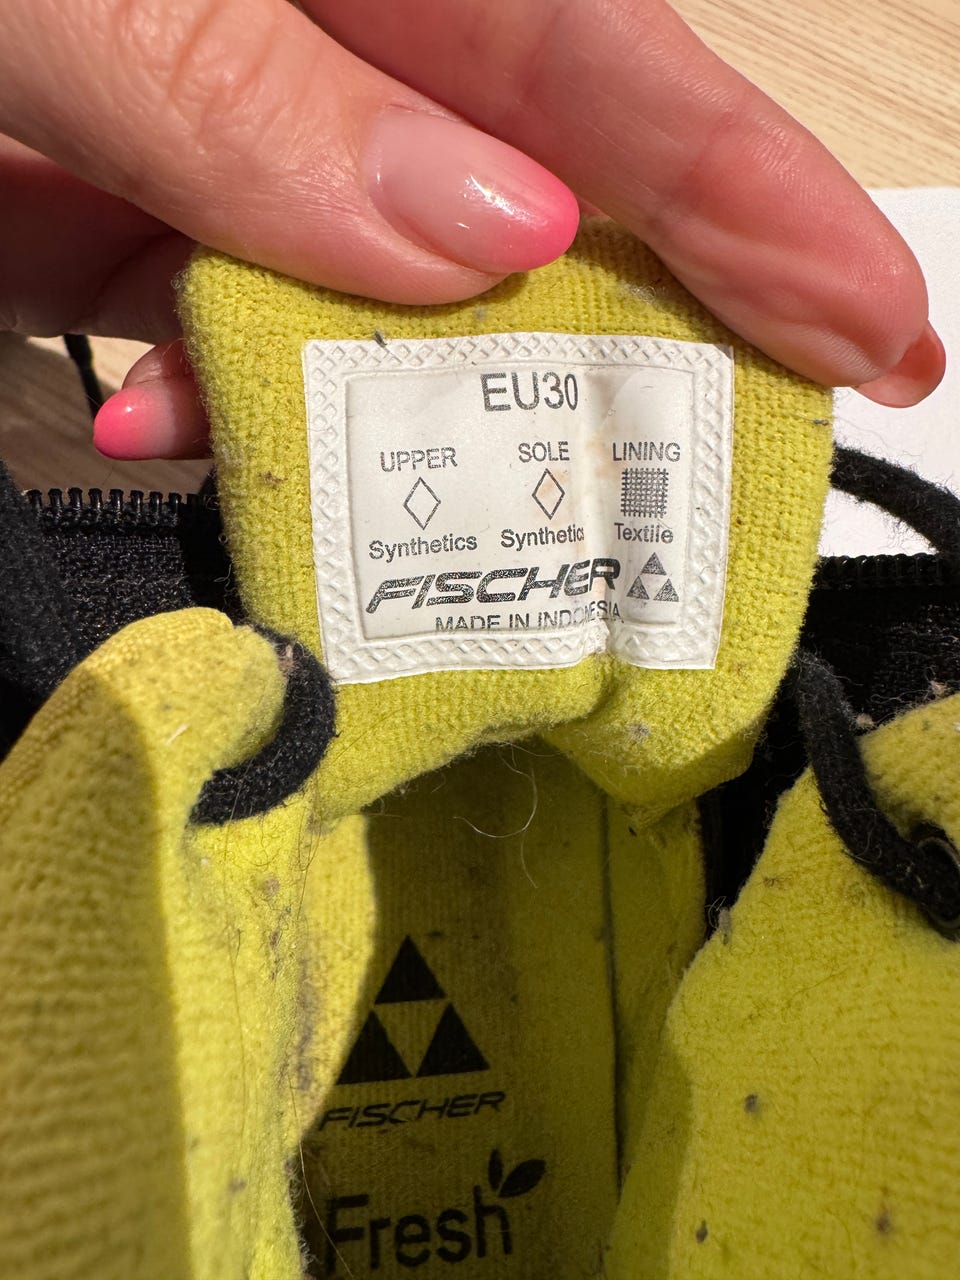 EU30
UPPER SOLE LINING
Synthetics Synthetics Textile
FISCHER
MADE IN INDONESIA
FISCHER
Fresh